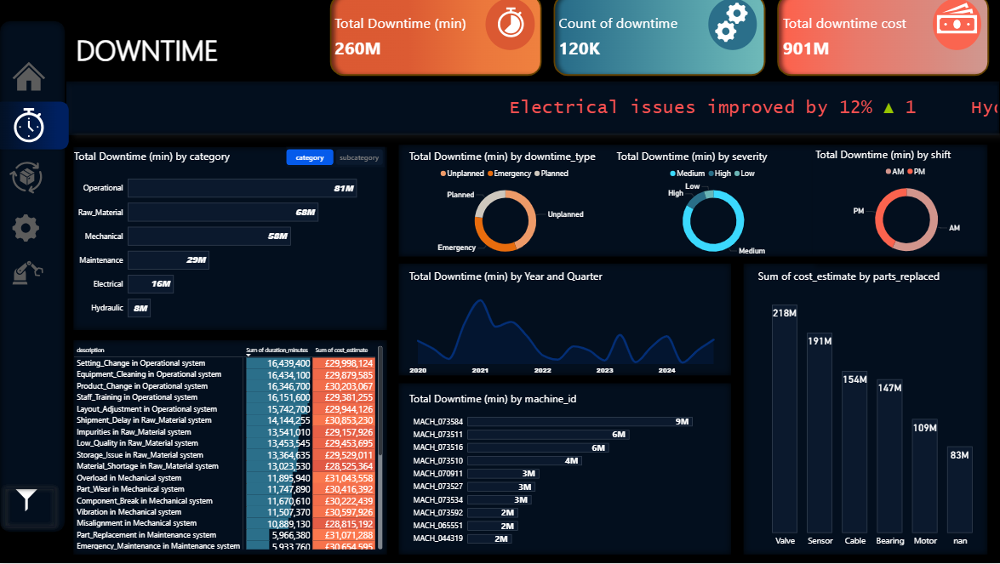 DOWNTIME
Total Downtime (min)
260M
Count of downtime
120K
Total downtime cost
901M
Electrical issues improved by 12% ▲ 1
Total Downtime (min) by category
category
subcategory
Operational 81M
Raw_Material 68M
Mechanical 58M
Maintenance 29M
Electrical 16M
Hydraulic 8M
Total Downtime (min) by downtime_type
Unplanned Emergency Planned
Planned
Unplanned
Emergency
Total Downtime (min) by severity
Medium High Low
Low
High
Medium
Total Downtime (min) by shift
AM PM
PM
AM
Total Downtime (min) by Year and Quarter
2020 2021 2022 2023 2024
Sum of cost_estimate by parts_replaced
218M
191M
154M
147M
109M
83M
Valve Sensor Cable Bearing Motor nan
description Sum of duration_minutes Sum of cost_estimate
Setting_Change in Operational system 16,439,400 £29,998,124
Equipment_Cleaning in Operational system 16,434,100 £29,879,585
Product_Change in Operational system 16,346,700 £30,203,067
Staff_Training in Operational system 16,151,600 £29,381,255
Layout_Adjustment in Operational system 15,742,700 £29,944,126
Shipment_Delay in Raw_Material system 14,144,255 £30,853,230
Impurities in Raw_Material system 13,541,010 £29,157,926
Low_Quality in Raw_Material system 13,453,545 £29,453,695
Storage_Issue in Raw_Material system 13,364,635 £29,529,011
Material_Shortage in Raw_Material system 13,023,530 £28,525,364
Overload in Mechanical system 11,895,940 £31,043,558
Part_Wear in Mechanical system 11,747,890 £30,416,392
Component_Break in Mechanical system 11,670,610 £30,222,439
Vibration in Mechanical system 11,507,370 £30,597,926
Misalignment in Mechanical system 10,889,130 £28,815,192
Part_Replacement in Maintenance system 5,966,380 £31,071,288
Emergency_Maintenance in Maintenance system 5,933,760 £30,654,595
Total Downtime (min) by machine_id
MACH_073584 9M
MACH_073511 6M
MACH_073516 6M
MACH_073510 4M
MACH_070911 3M
MACH_073527 3M
MACH_073534 3M
MACH_073592 2M
MACH_065551 2M
MACH_044319 2M